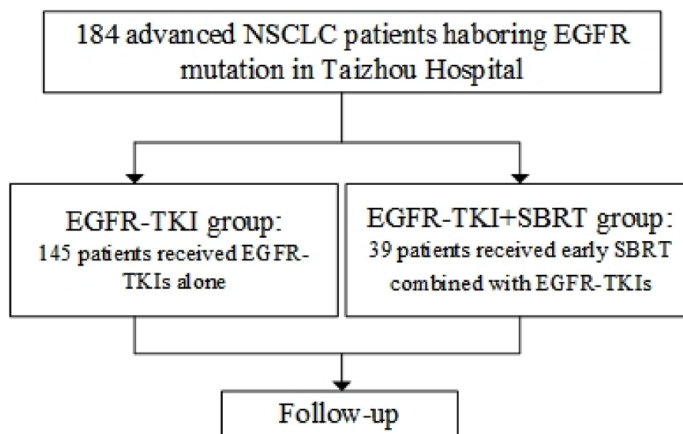 184 advanced NSCLC patients haboring EGFR
mutation in Taizhou Hospital
EGFR-TKI group:
145 patients received EGFR-
TKIs alone
EGFR-TKI+SBRT group:
39 patients received early SBRT
combined with EGFR-TKIs
Follow-up